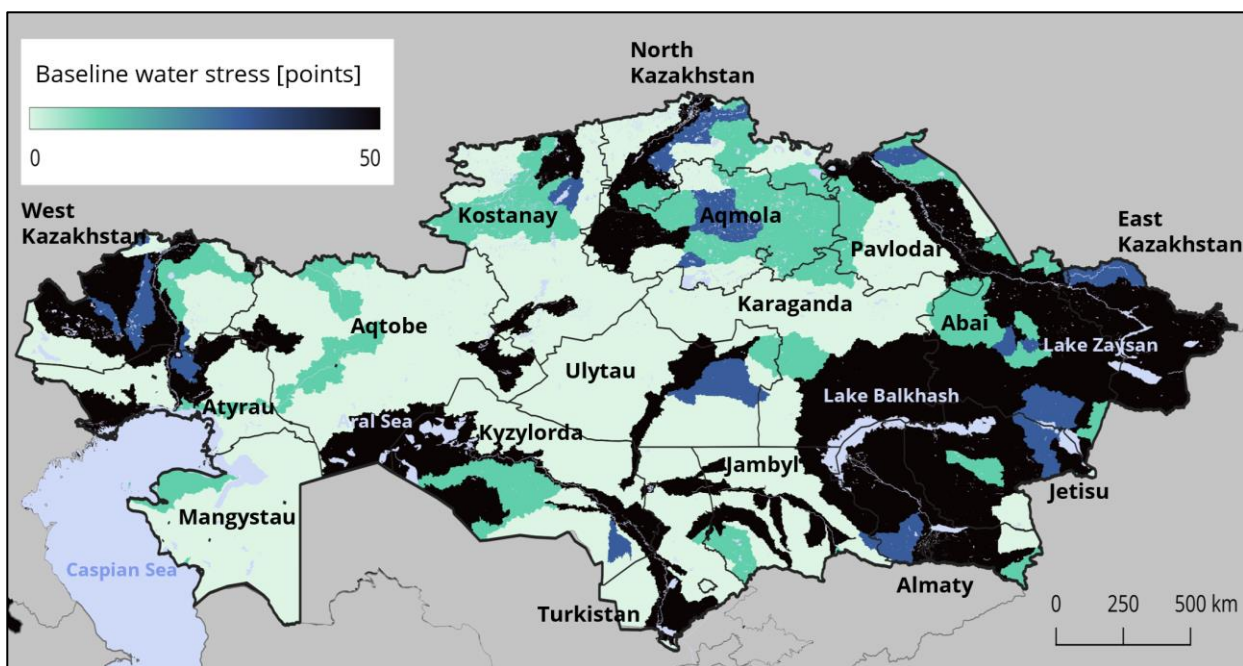 North
Kazakhstan
Baseline water stress [points]
0 50
West
Kazakhstan
Kostanay
Aqmola
Pavlodar
East
Kazakhstan
Karaganda
Aqtobe
Abai
Lake Zaysan
Ulytau
Lake Balkhash
Atyrau
Aral Sea
Kyzylorda
Jambyl
Jetisu
Mangystau
Caspian Sea
Almaty
Turkistan
0 250 500 km